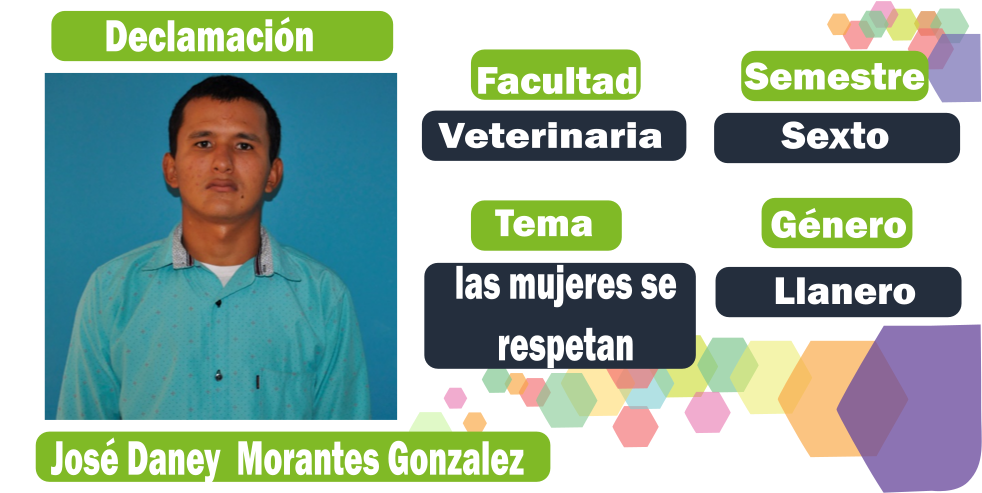 Declamación
Facultad
Semestre
Veterinaria
Sexto
Tema
Género
las mujeres se
respetan
Llanero
José Daney Morantes Gonzalez